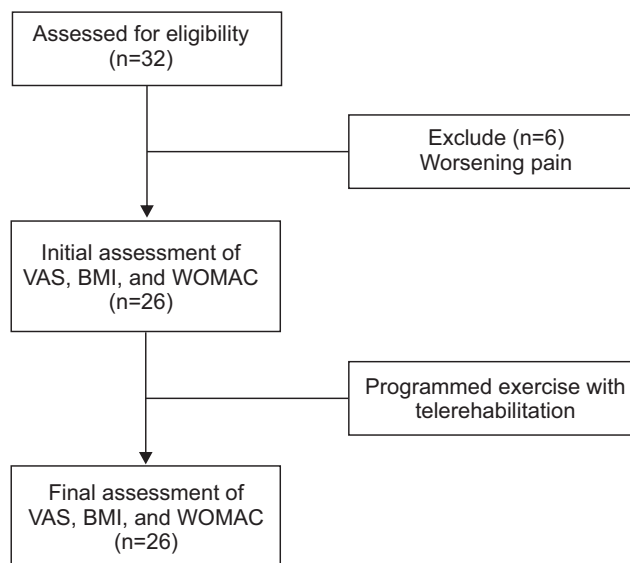 Assessed for eligibility
(n=32)
Exclude (n=6)
Worsening pain
Initial assessment of
VAS, BMI, and WOMAC
(n=26)
Programmed exercise with
telerehabilitation
Final assessment of
VAS, BMI, and WOMAC
(n=26)